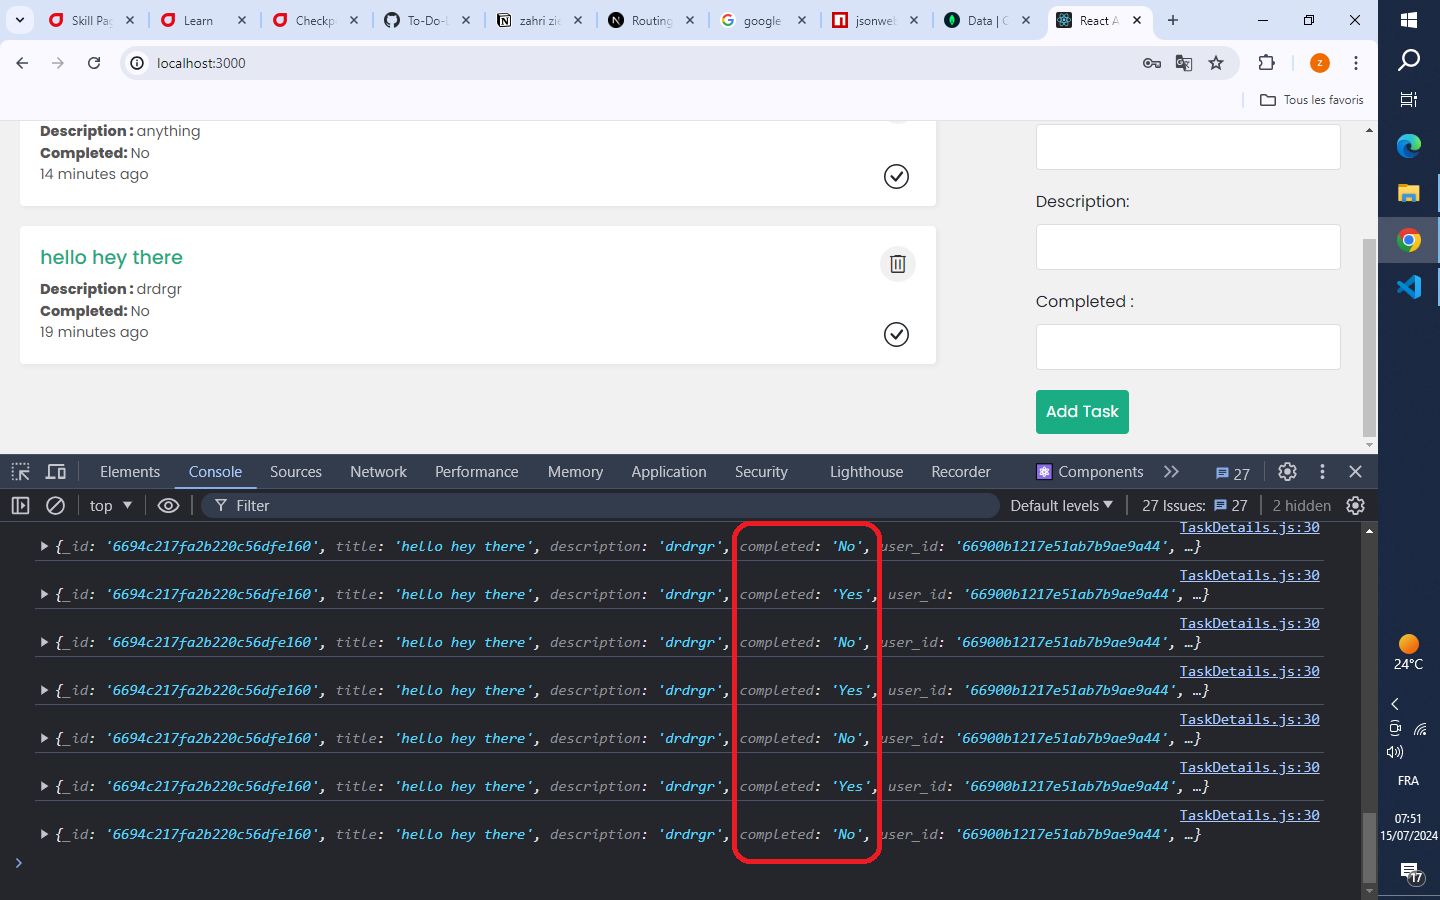 Skill Pa
Learn
Checkp
To-Do-L
zahri zie
Routing
google
jsonweb
Data | C
React A
localhost:3000
z
Tous les favoris
Description : anything
Completed: No
14 minutes ago
hello hey there
Description : drdrgr
Completed: No
19 minutes ago
Description:
Completed :
Add Task
Elements Console Sources Network Performance Memory Application Security Lighthouse Recorder Components 27
top Filter Default levels 27 Issues: 27 2 hidden
TaskDetails.js:30
{_id: '6694c217fa2b220c56dfe160', title: 'hello hey there', description: 'drdrgr', completed: 'No', user_id: '66900b1217e51ab7b9ae9a44', …}
TaskDetails.js:30
{_id: '6694c217fa2b220c56dfe160', title: 'hello hey there', description: 'drdrgr', completed: 'Yes', user_id: '66900b1217e51ab7b9ae9a44', …}
TaskDetails.js:30
{_id: '6694c217fa2b220c56dfe160', title: 'hello hey there', description: 'drdrgr', completed: 'No', user_id: '66900b1217e51ab7b9ae9a44', …}
TaskDetails.js:30
{_id: '6694c217fa2b220c56dfe160', title: 'hello hey there', description: 'drdrgr', completed: 'Yes', user_id: '66900b1217e51ab7b9ae9a44', …}
TaskDetails.js:30
{_id: '6694c217fa2b220c56dfe160', title: 'hello hey there', description: 'drdrgr', completed: 'No', user_id: '66900b1217e51ab7b9ae9a44', …}
TaskDetails.js:30
{_id: '6694c217fa2b220c56dfe160', title: 'hello hey there', description: 'drdrgr', completed: 'Yes', user_id: '66900b1217e51ab7b9ae9a44', …}
TaskDetails.js:30
{_id: '6694c217fa2b220c56dfe160', title: 'hello hey there', description: 'drdrgr', completed: 'No', user_id: '66900b1217e51ab7b9ae9a44', …}
24°C
FRA
07:51
15/07/2024
17